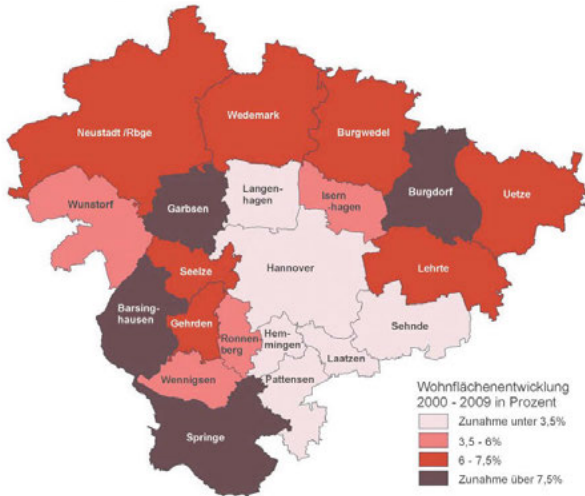 Wedemark
Neustadt /Rbge
Burgwedel
Langen-
hagen
Isern
-hagen
Burgdorf
Uetze
Wunstorf
Garbsen
Seelze
Hannover
Lehrte
Barsing-
hausen
Gehrden
Ronnen-
berg
Hem-
mingen
Sehnde
Laatzen
Wennigsen
Pattensen
Springe
Wohnflächenentwicklung
2000 - 2009 in Prozent
Zunahme unter 3,5%
3,5 - 6%
6 - 7,5%
Zunahme über 7,5%